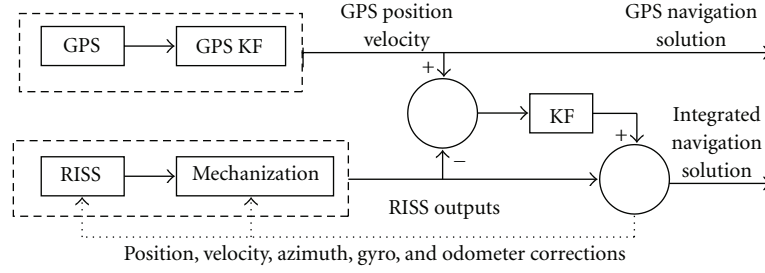 GPS position
velocity
GPS navigation
solution
GPS
GPS KF
+
KF
+
−
Integrated
navigation
solution
RISS
Mechanization
RISS outputs
Position, velocity, azimuth, gyro, and odometer corrections